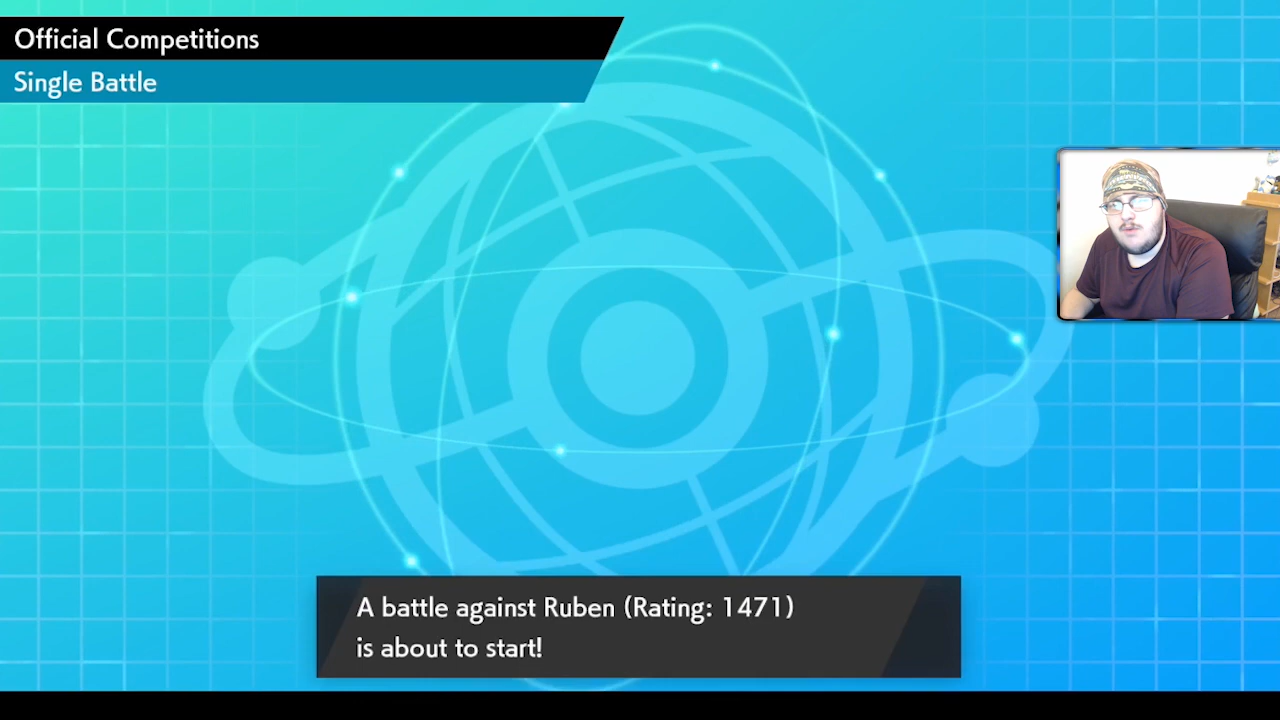 Official Competitions
Single Battle
A battle against Ruben (Rating: 1471)
is about to start!